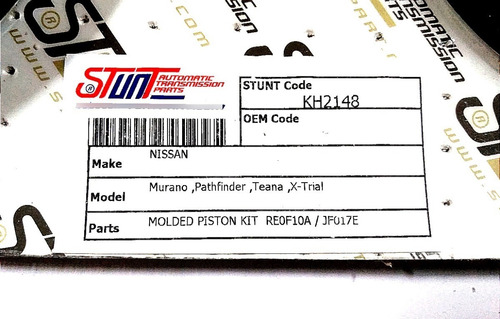 STUNT
AUTOMATIC
TRANSMISSION
PARTS
STUNT Code
KH2148
OEM Code
Make NISSAN
Model Murano ,Pathfinder ,Teana ,X-Trial
Parts MOLDED PISTON KIT RE0F10A / JF017E